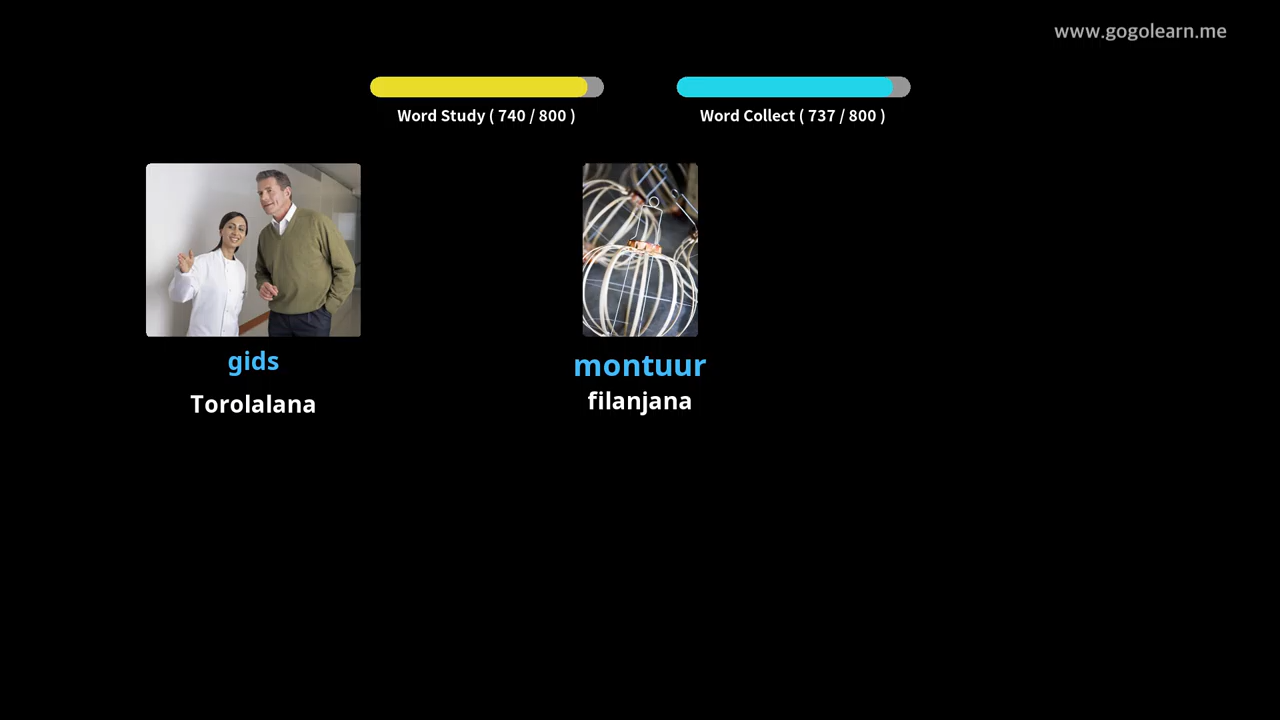 www.gogolearn.me
Word Study ( 740 / 800 )
Word Collect ( 737 / 800 )
gids
Torolalana
montuur
filanjana